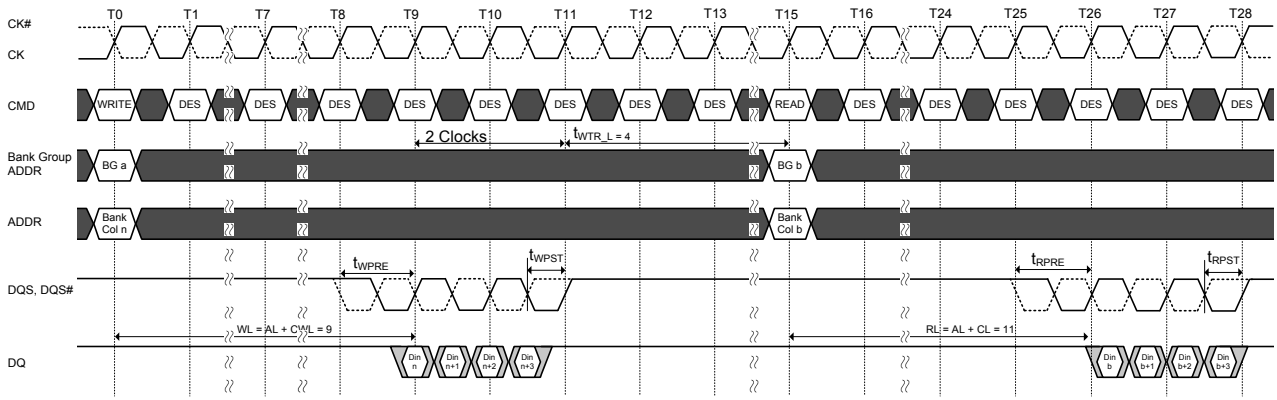 T0 T1 T7 T8 T9 T10 T11 T12 T13 T15 T16 T24 T25 T26 T27 T28
CK#
CK
CMD WRITE DES DES DES DES DES DES DES DES READ DES DES DES DES DES DES
2 Clocks tWTR_L = 4
Bank Group
ADDR
BG a BG b
ADDR
Bank
Col n
Bank
Col b
tWPRE tWPST tRPRE tRPST
DQS, DQS#
WL = AL + CWL = 9 RL = AL + CL = 11
DQ
Din
n
Din
n+1
Din
n+2
Din
n+3
Din
b
Din
b+1
Din
b+2
Din
b+3